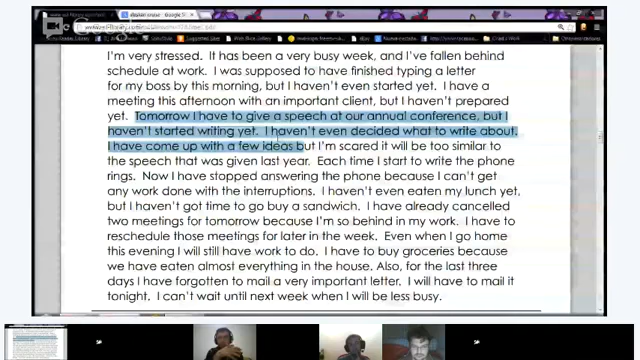 I'm very stressed.  It has been a very busy week, and I've fallen behind
schedule at work.  I was supposed to have finished typing a letter
for my boss by this morning, but I haven't even started yet.  I have a
meeting this afternoon with an important client, but I haven't prepared
yet.  Tomorrow I have to give a speech at our annual conference, but I
haven't started writing yet.  I haven't even decided what to write about.
I have come up with a few ideas but I'm scared it will be too similar to
the speech that was given last year.  Each time I start to write the phone
rings.  Now I have stopped answering the phone because I can't get
any work done with the interruptions.  I haven't even eaten my lunch yet,
but I haven't got time to go buy a sandwich.  I have already cancelled
two meetings for tomorrow because I'm so behind in my work.  I have to
reschedule those meetings for later in the week.  Even when I go home
this evening I will still have work to do.  I have to buy groceries because
we have eaten almost everything in the house.  Also, for the last three
days I have forgotten to mail a very important letter.  I will have to mail it
tonight.  I can't wait until next week when I will be less busy.